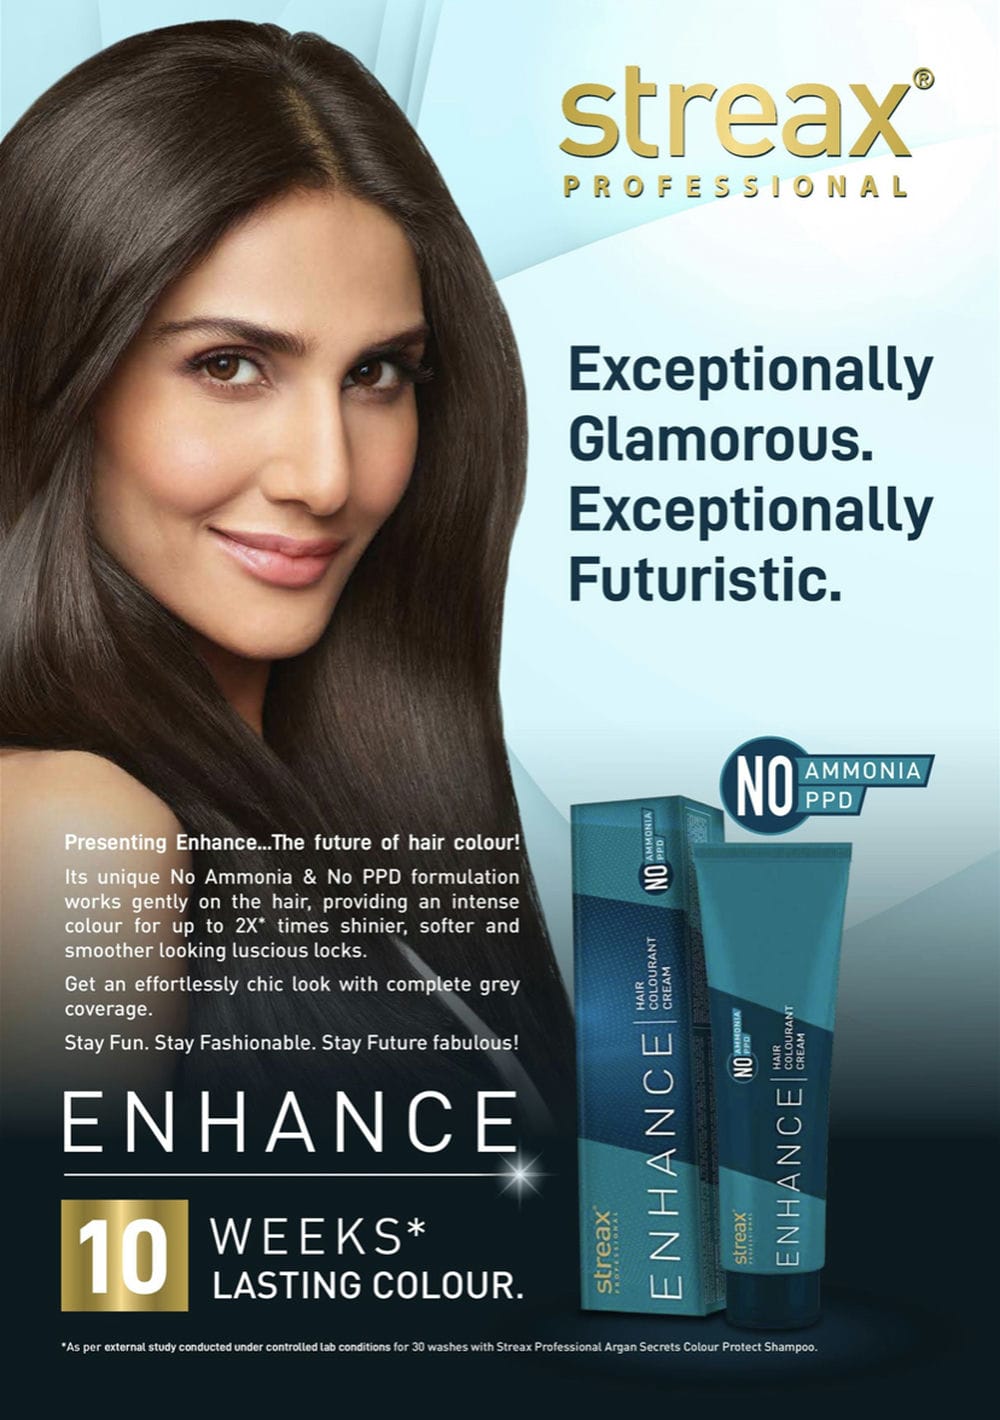 streax®
PROFESSIONAL
Exceptionally
Glamorous.
Exceptionally
Futuristic.
NO AMMONIA
PPD
Presenting Enhance...The future of hair colour!
Its unique No Ammonia & No PPD formulation
works gently on the hair, providing an intense
colour for up to 2X* times shinier, softer and
smoother looking luscious locks.
Get an effortlessly chic look with complete grey
coverage.
Stay Fun. Stay Fashionable. Stay Future fabulous!
ENHANCE
10 WEEKS*
LASTING COLOUR.
NO AMMONIA
PPD
ENHANCE
HAIR
COLOURANT
CREAM
streax®
PROFESSIONAL
NO AMMONIA
PPD
ENHANCE
HAIR
COLOURANT
CREAM
streax
PROFESSIONAL
*As per external study conducted under controlled lab conditions for 30 washes with Streax Professional Argan Secrets Colour Protect Shampoo.